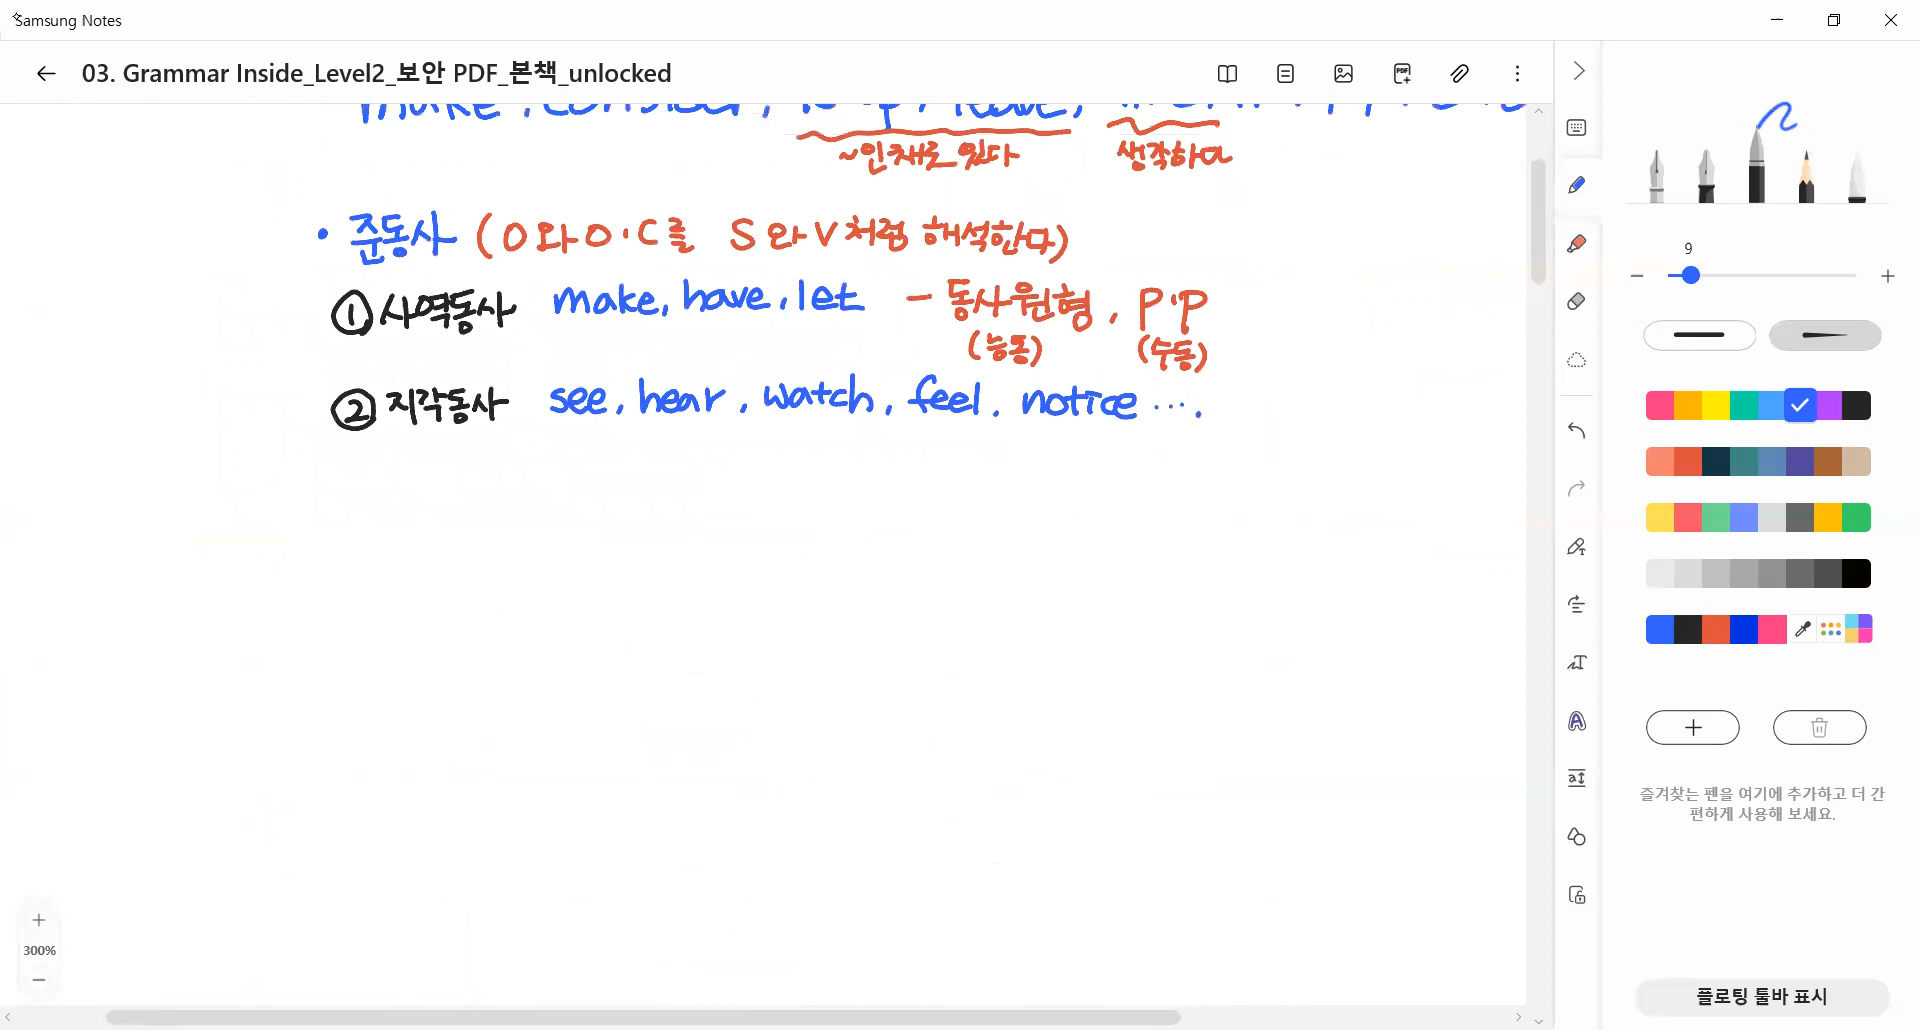 Samsung Notes
03. Grammar Inside_Level2_보안 PDF_본책_unlocked
make, consider, keep, leave,
~인채로 있다 생각하다
• 준동사 (O와 O·C를 S와 V처럼 해석한다)
① 사역동사 make, have, let – 동사원형, P·P
(능동) (수동)
② 지각동사 see, hear, watch, feel, notice ....
9
즐겨찾는 펜을 여기에 추가하고 더 간
편하게 사용해 보세요.
300%
플로팅 툴바 표시